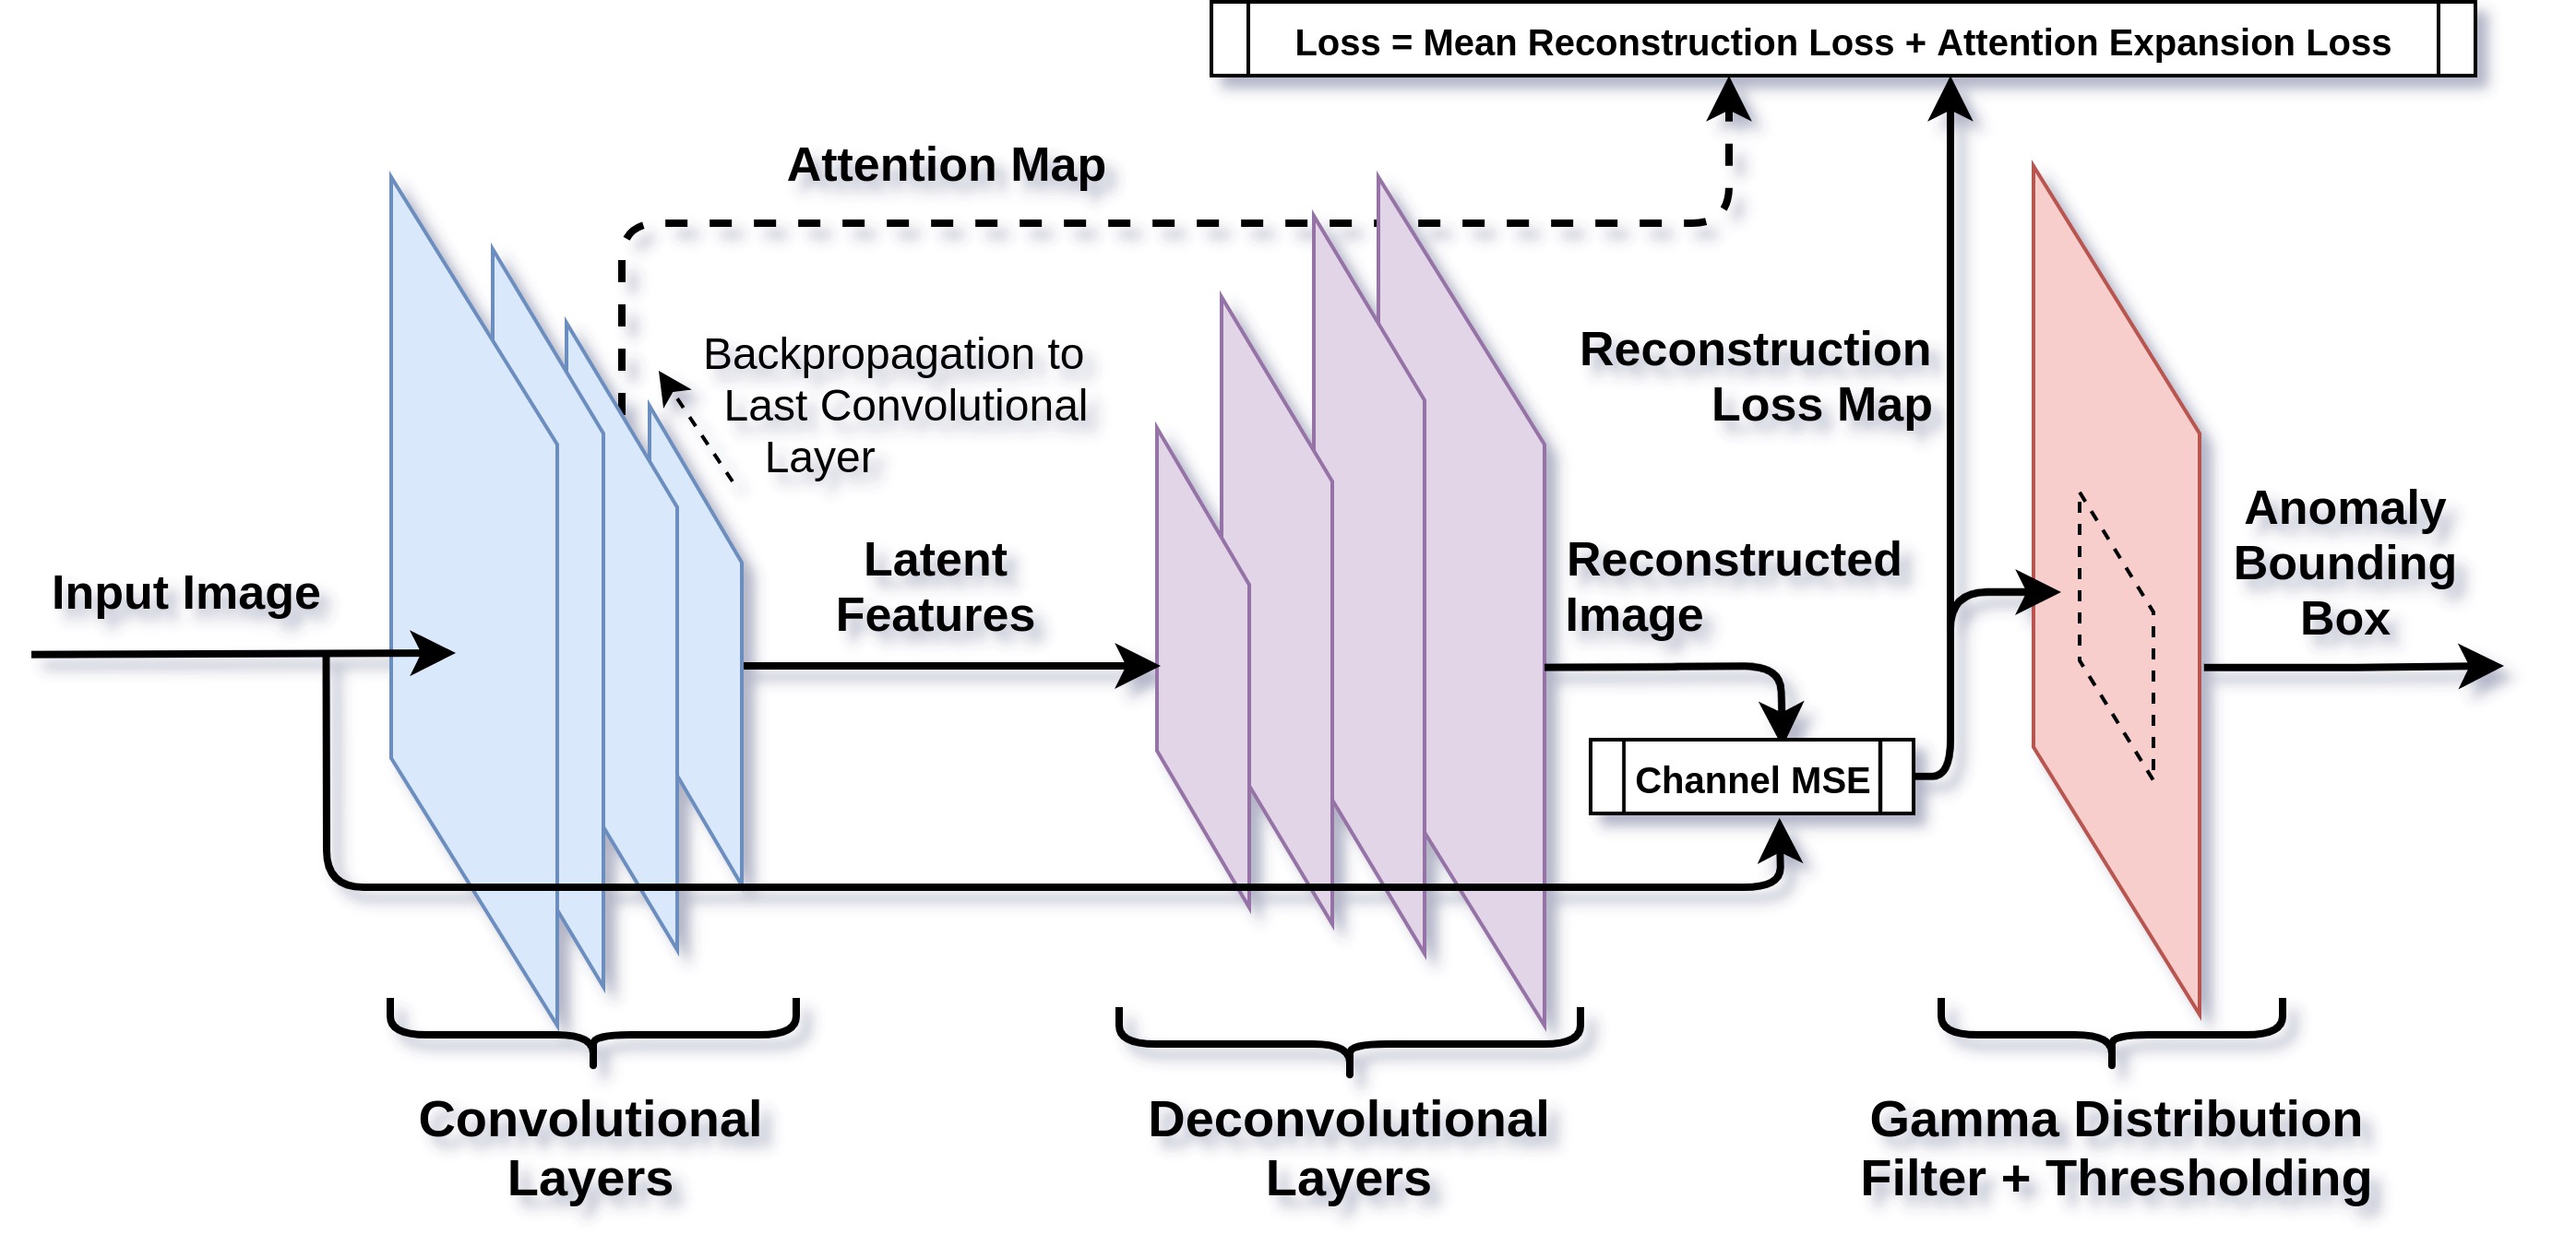 Loss = Mean Reconstruction Loss + Attention Expansion Loss
Attention Map
Backpropagation to
Last Convolutional
Layer
Reconstruction
Loss Map
Input Image
Latent
Features
Reconstructed
Image
Anomaly
Bounding
Box
Channel MSE
Convolutional
Layers
Deconvolutional
Layers
Gamma Distribution
Filter + Thresholding